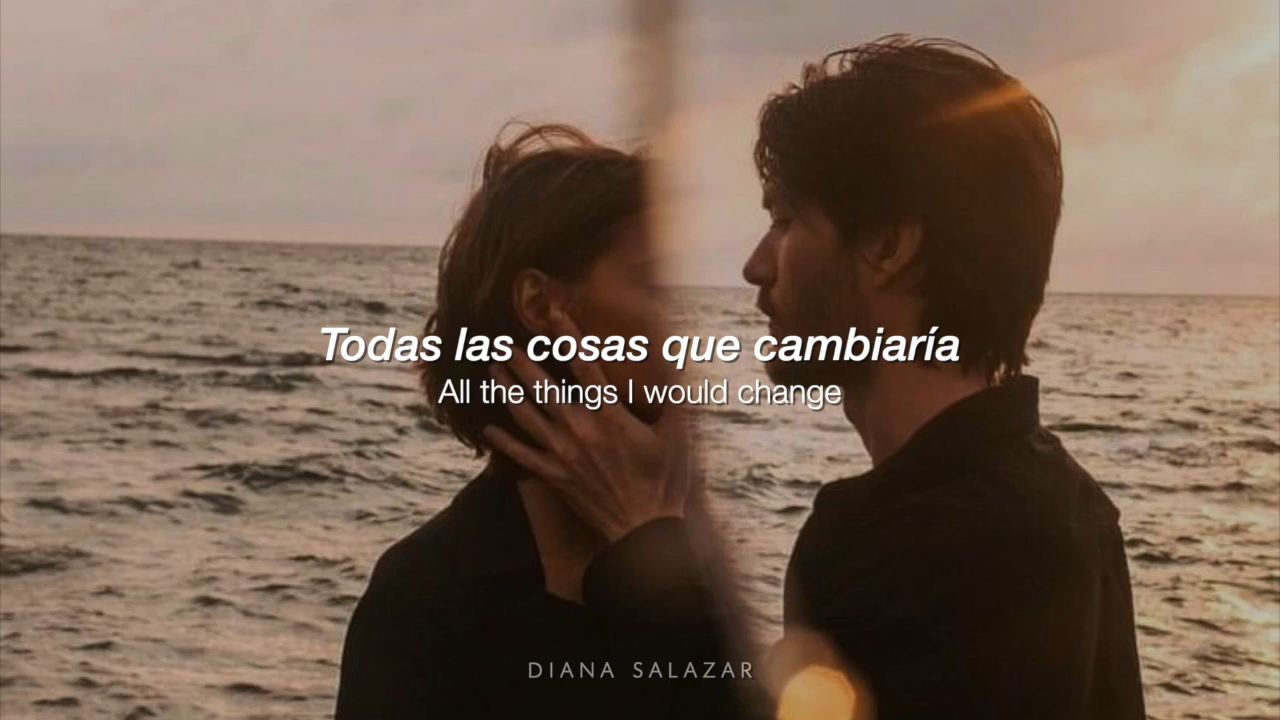 Todas las cosas que cambiaría
All the things I would change
DIANA SALAZAR